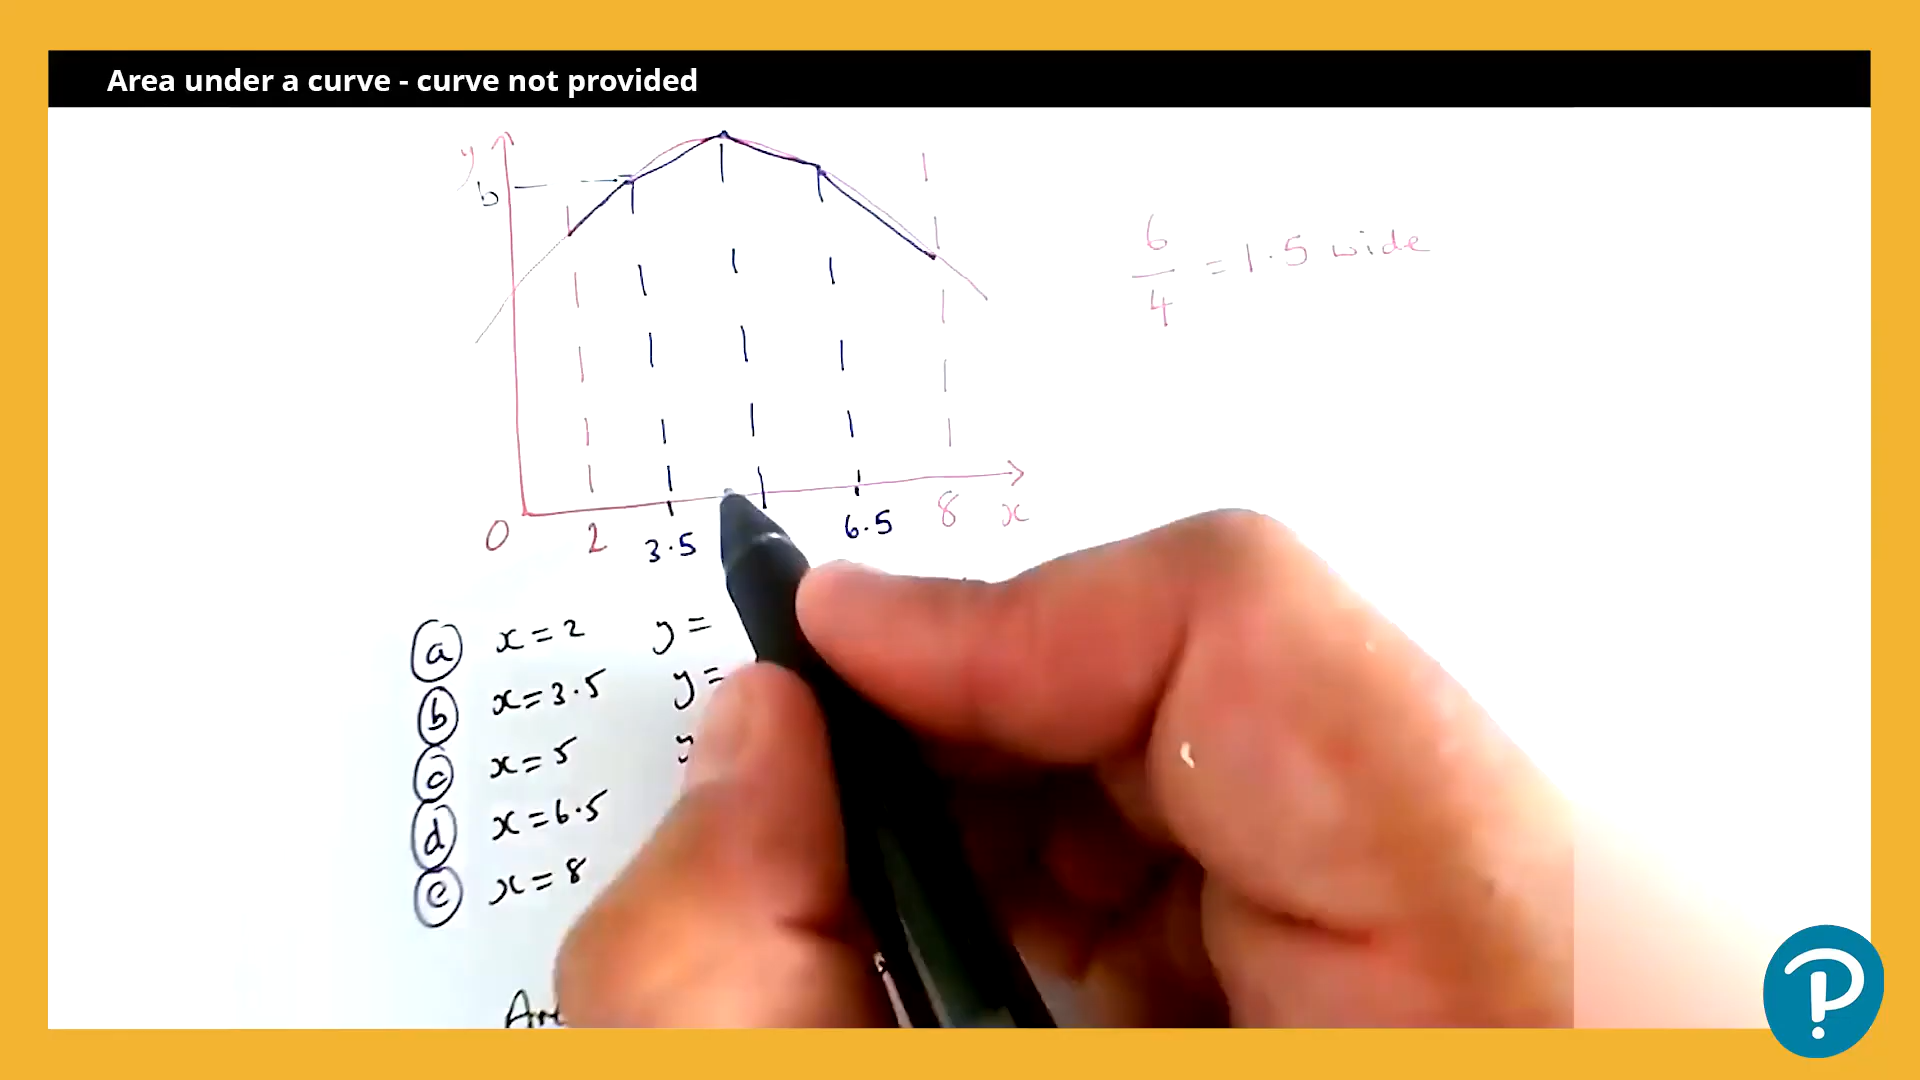 Area under a curve - curve not provided
y
b
6
4
= 1.5 wide
0 2 3.5 6.5 8 x
a x = 2 y =
b x = 3.5 y =
c x = 5 y
d x = 6.5
e x = 8
P